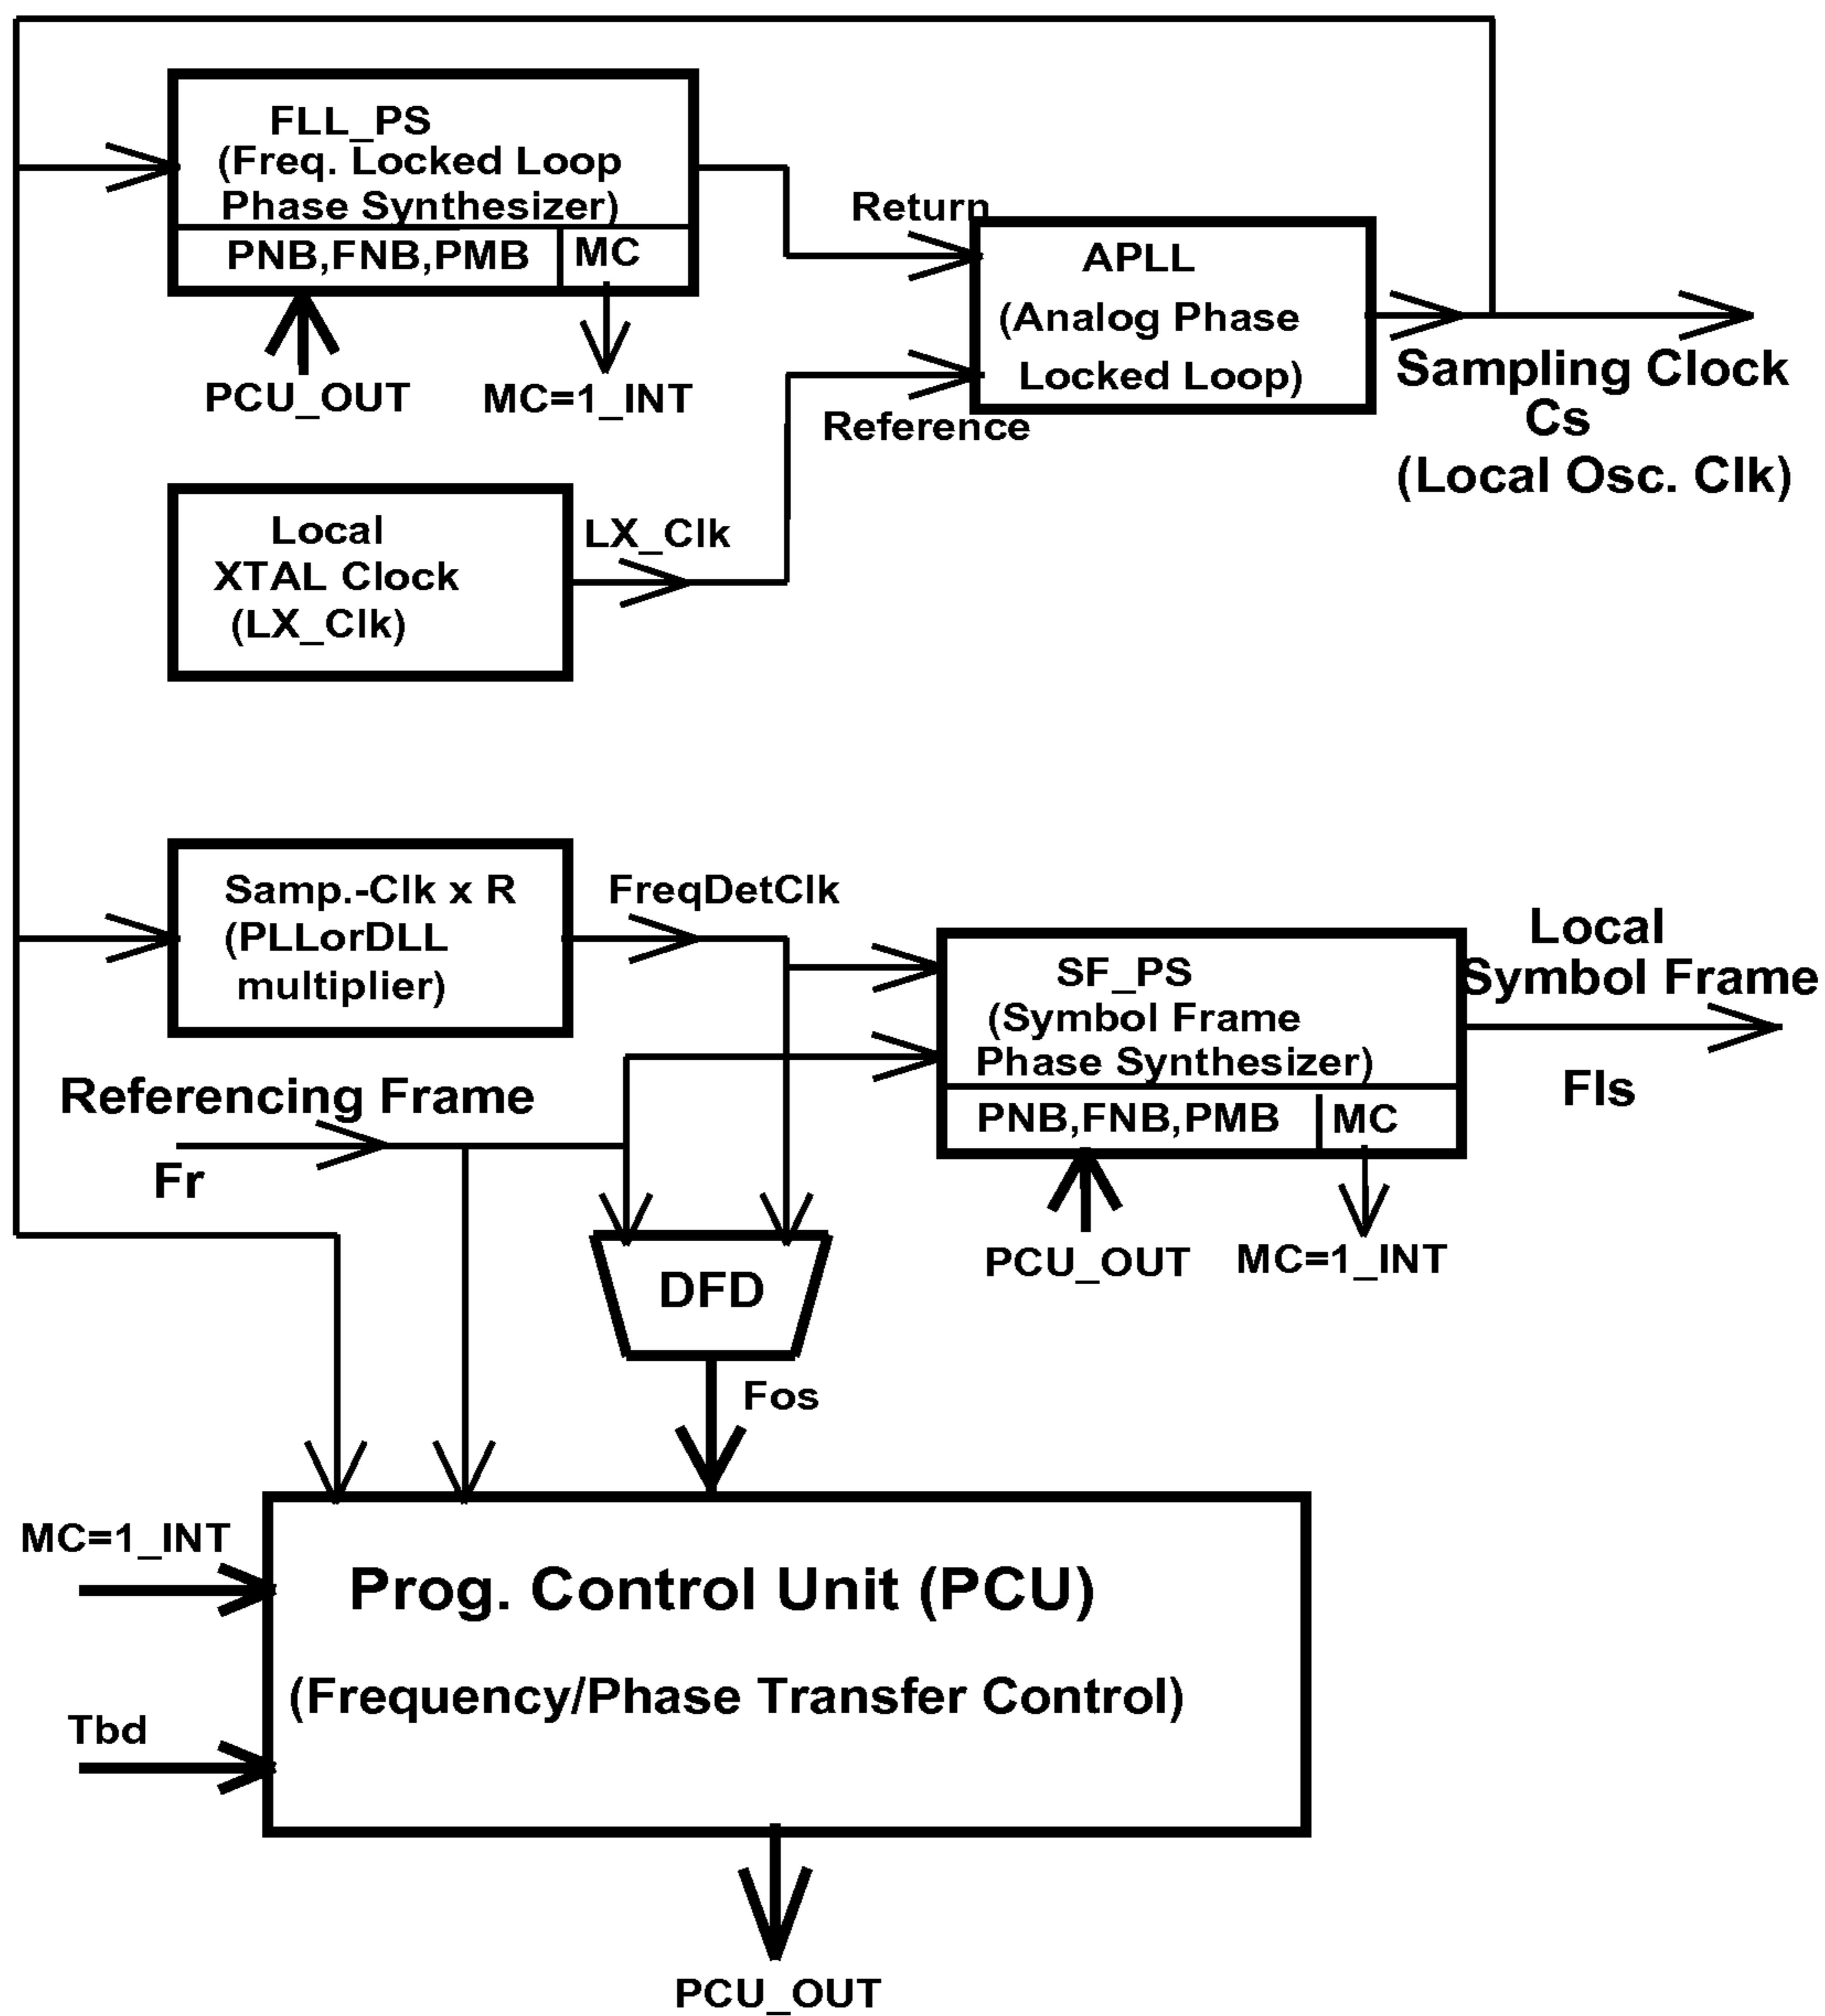 FLL_PS
(Freq. Locked Loop
Phase Synthesizer)
PNB,FNB,PMB
MC
PCU_OUT
MC=1_INT
Return
Reference
APLL
(Analog Phase
Locked Loop)
Sampling Clock
Cs
(Local Osc. Clk)
Local
XTAL Clock
(LX_Clk)
LX_Clk
Samp.-Clk x R
(PLLorDLL
multiplier)
FreqDetClk
SF_PS
(Symbol Frame
Phase Synthesizer)
PNB,FNB,PMB
MC
PCU_OUT
MC=1_INT
Local
Symbol Frame
Fls
Referencing Frame
Fr
DFD
Fos
MC=1_INT
Tbd
Prog. Control Unit (PCU)
(Frequency/Phase Transfer Control)
PCU_OUT